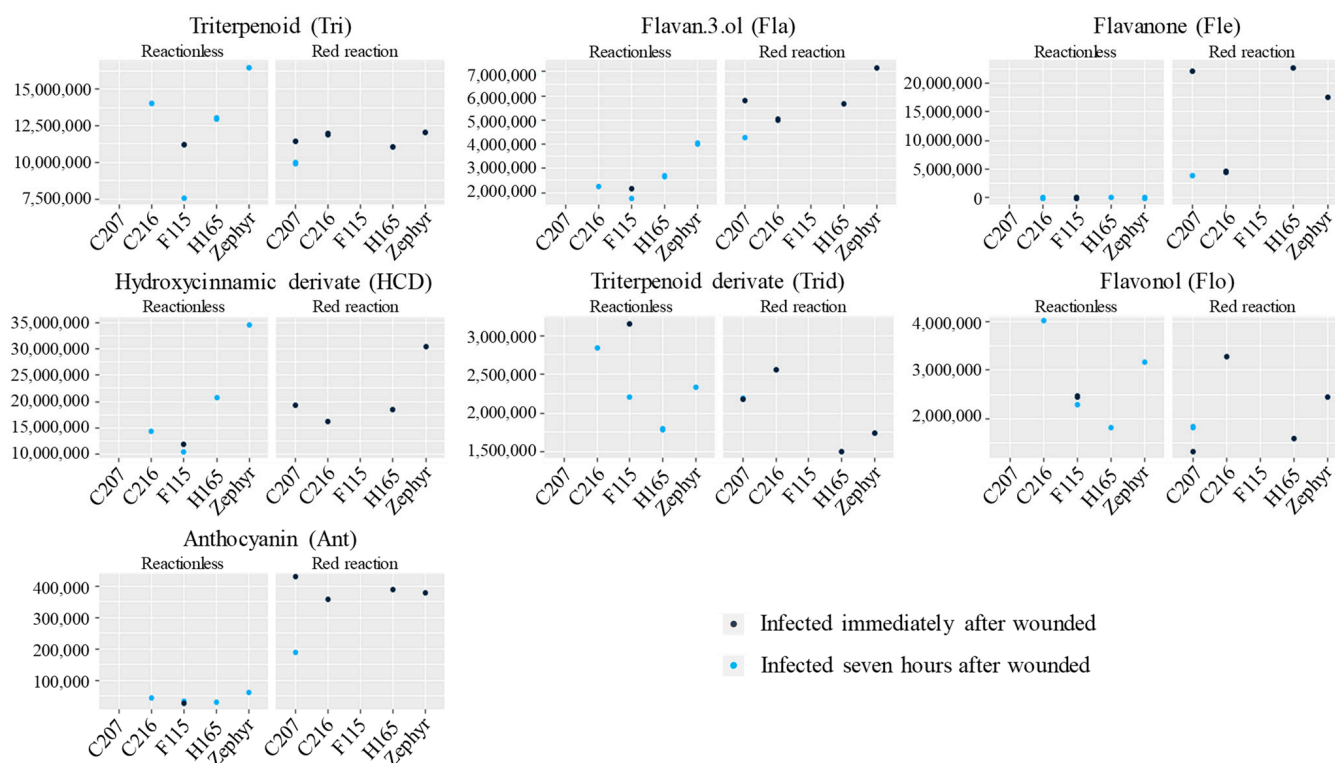 Triterpenoid (Tri)
Reactionless
Red reaction
15,000,000
12,500,000
10,000,000
7,500,000
C207
C216
F115
H165
Zephyr
C207
C216
F115
H165
Zephyr
Flavan.3.ol (Fla)
Reactionless
Red reaction
7,000,000
6,000,000
5,000,000
4,000,000
3,000,000
2,000,000
C207
C216
F115
H165
Zephyr
C207
C216
F115
H165
Zephyr
Flavanone (Fle)
Reactionless
Red reaction
20,000,000
15,000,000
10,000,000
5,000,000
0
C207
C216
F115
H165
Zephyr
C207
C216
F115
H165
Zephyr
Hydroxycinnamic derivate (HCD)
Reactionless
Red reaction
35,000,000
30,000,000
25,000,000
20,000,000
15,000,000
10,000,000
C207
C216
F115
H165
Zephyr
C207
C216
F115
H165
Zephyr
Triterpenoid derivate (Trid)
Reactionless
Red reaction
3,000,000
2,500,000
2,000,000
1,500,000
C207
C216
F115
H165
Zephyr
C207
C216
F115
H165
Zephyr
Flavonol (Flo)
Reactionless
Red reaction
4,000,000
3,000,000
2,000,000
C207
C216
F115
H165
Zephyr
C207
C216
F115
H165
Zephyr
Anthocyanin (Ant)
Reactionless
Red reaction
400,000
300,000
200,000
100,000
C207
C216
F115
H165
Zephyr
C207
C216
F115
H165
Zephyr
Infected immediately after wounded
Infected seven hours after wounded